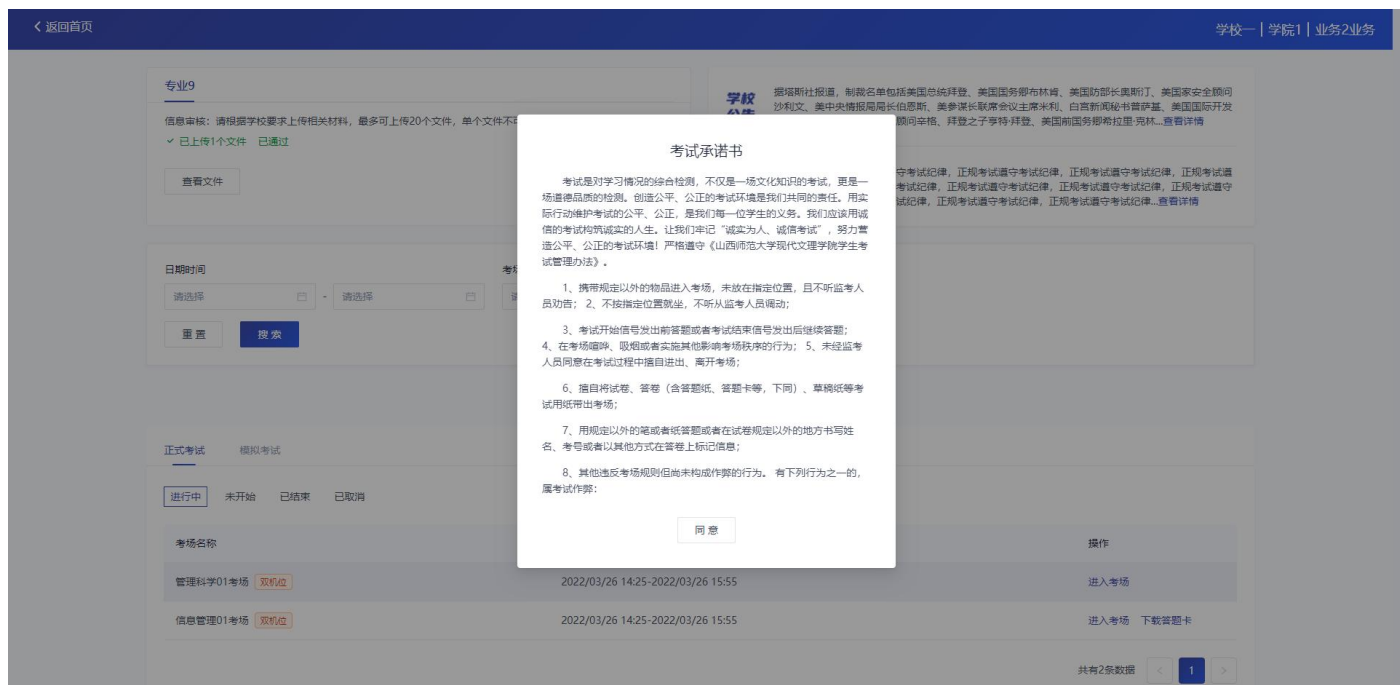 返回首页
学校一 | 学院1 | 业务2业务
专业9
信息审核：请根据学校要求上传相关材料，最多可上传20个文件，单个文件不
已上传1个文件 已通过
查看文件
学校
据塔斯社报道，制裁名单包括美国总统拜登、美国国务卿布林肯、美国防部长奥斯汀、美国家安全顾问
沙利文、美中央情报局局长伯恩斯、美参谋长联席会议主席米利、白宫新闻秘书普萨基、美国国际开发
顾问辛格、拜登之子亨特·拜登、美国前国务卿希拉里·克林...查看详情
守考试纪律，正规考试遵守考试纪律，正规考试遵守考试纪律，正规考试遵
考试纪律，正规考试遵守考试纪律，正规考试遵守考试纪律，正规考试遵守
试纪律，正规考试遵守考试纪律，正规考试遵守考试纪律...查看详情
考试承诺书
考试是对学习情况的综合检测，不仅是一场文化知识的考试，更是一
场道德品质的检测。创造公平、公正的考试环境是我们共同的责任。用实
际行动维护考试的公平、公正，是我们每一位学生的义务。我们应该用诚
信的考试构筑诚实的人生。让我们牢记“诚实为人、诚信考试”，努力营
造公平、公正的考试环境！严格遵守《山西师范大学现代文理学院学生考
试管理办法》。
1、携带规定以外的物品进入考场，未放在指定位置，且不听监考人
员劝告； 2、不按指定位置就坐，不听从监考人员调动；
3、考试开始信号发出前答题或者考试结束信号发出后继续答题；
4、在考场喧哗、吸烟或者实施其他影响考场秩序的行为； 5、未经监考
人员同意在考试过程中擅自进出、离开考场；
6、擅自将试卷、答卷（含答题纸、答题卡等，下同）、草稿纸等考
试用纸带出考场；
7、用规定以外的笔或者纸答题或者在试卷规定以外的地方书写姓
名、考号或者以其他方式在答卷上标记信息；
8、其他违反考场规则但尚未构成作弊的行为。 有下列行为之一的，
属考试作弊：
同意
日期时间
请选择 - 请选择
重置 搜索
正式考试 模拟考试
进行中 未开始 已结束 已取消
考场名称 操作
管理科学01考场 双机位 2022/03/26 14:25-2022/03/26 15:55 进入考场
信息管理01考场 双机位 2022/03/26 14:25-2022/03/26 15:55 进入考场 下载答题卡
共有2条数据 < 1 >